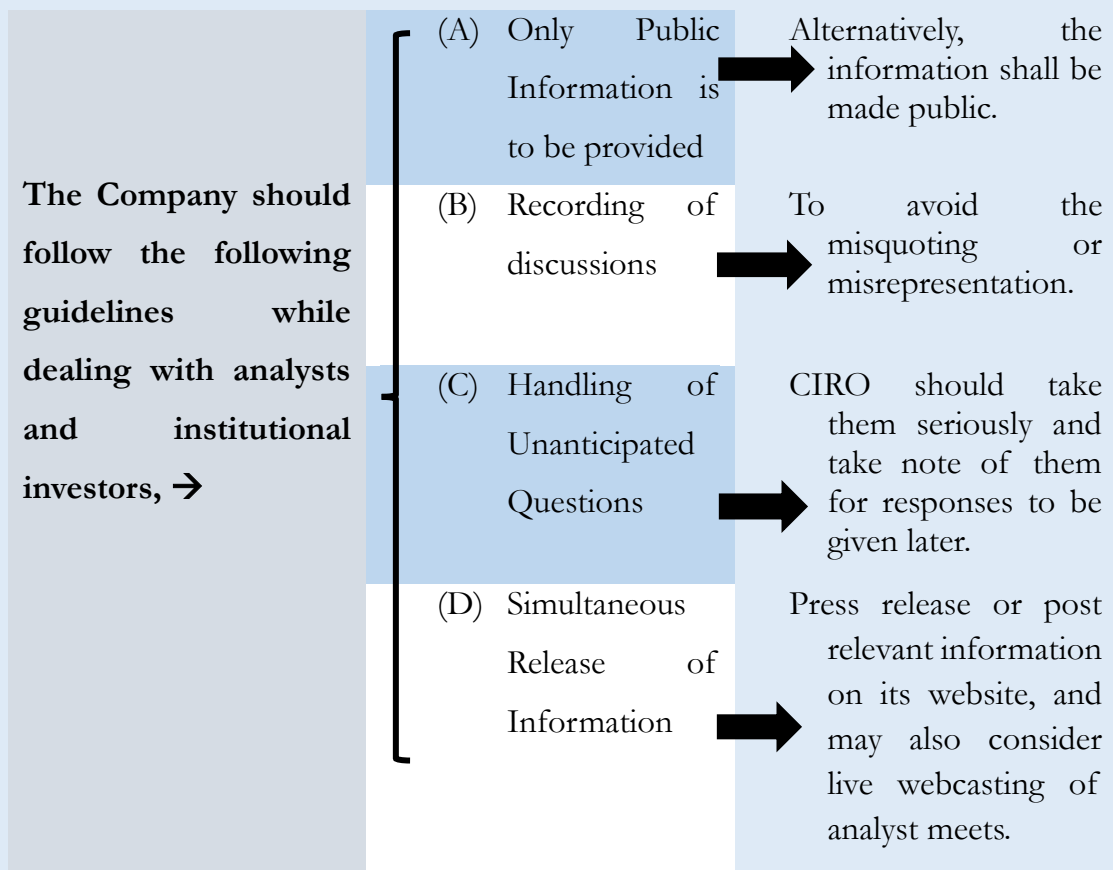 The Company should
follow the following
guidelines while
dealing with analysts
and institutional
investors, →
(A) Only Public
Information is
to be provided
Alternatively, the
information shall be
made public.
(B) Recording of
discussions
To avoid the
misquoting or
misrepresentation.
(C) Handling of
Unanticipated
Questions
CIRO should take
them seriously and
take note of them
for responses to be
given later.
(D) Simultaneous
Release of
Information
Press release or post
relevant information
on its website, and
may also consider
live webcasting of
analyst meets.